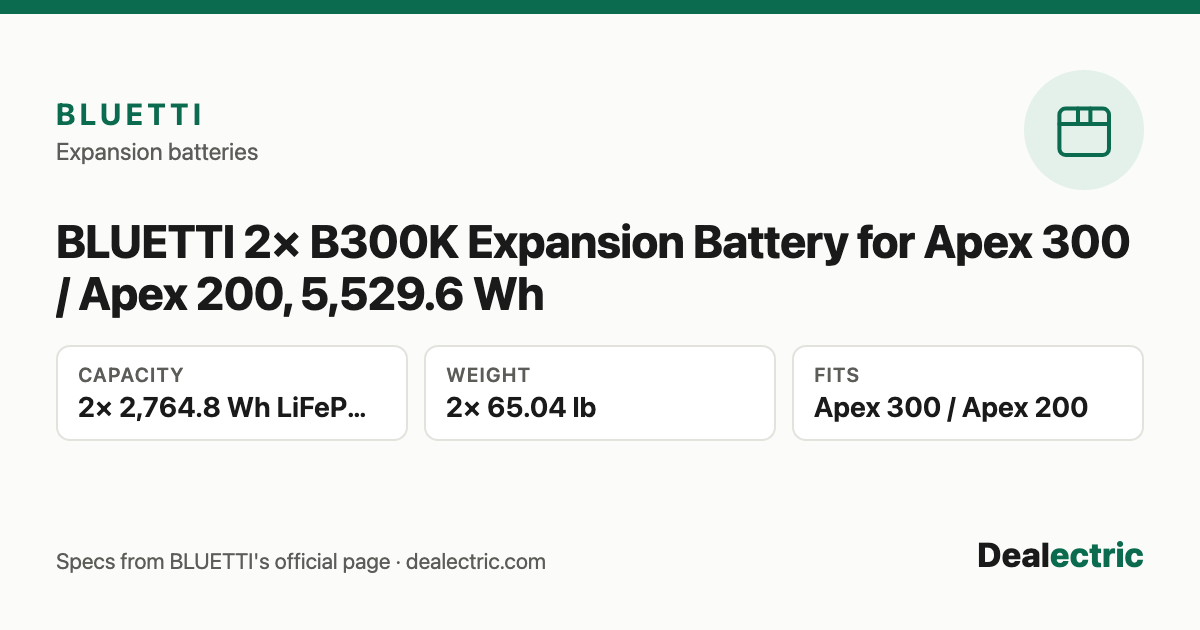 BLUETTI
Expansion batteries
BLUETTI 2× B300K Expansion Battery for Apex 300
/ Apex 200, 5,529.6 Wh
CAPACITY
2× 2,764.8 Wh LiFeP...
WEIGHT
2× 65.04 lb
FITS
Apex 300 / Apex 200
Specs from BLUETTI's official page · dealectric.com
Dealectric